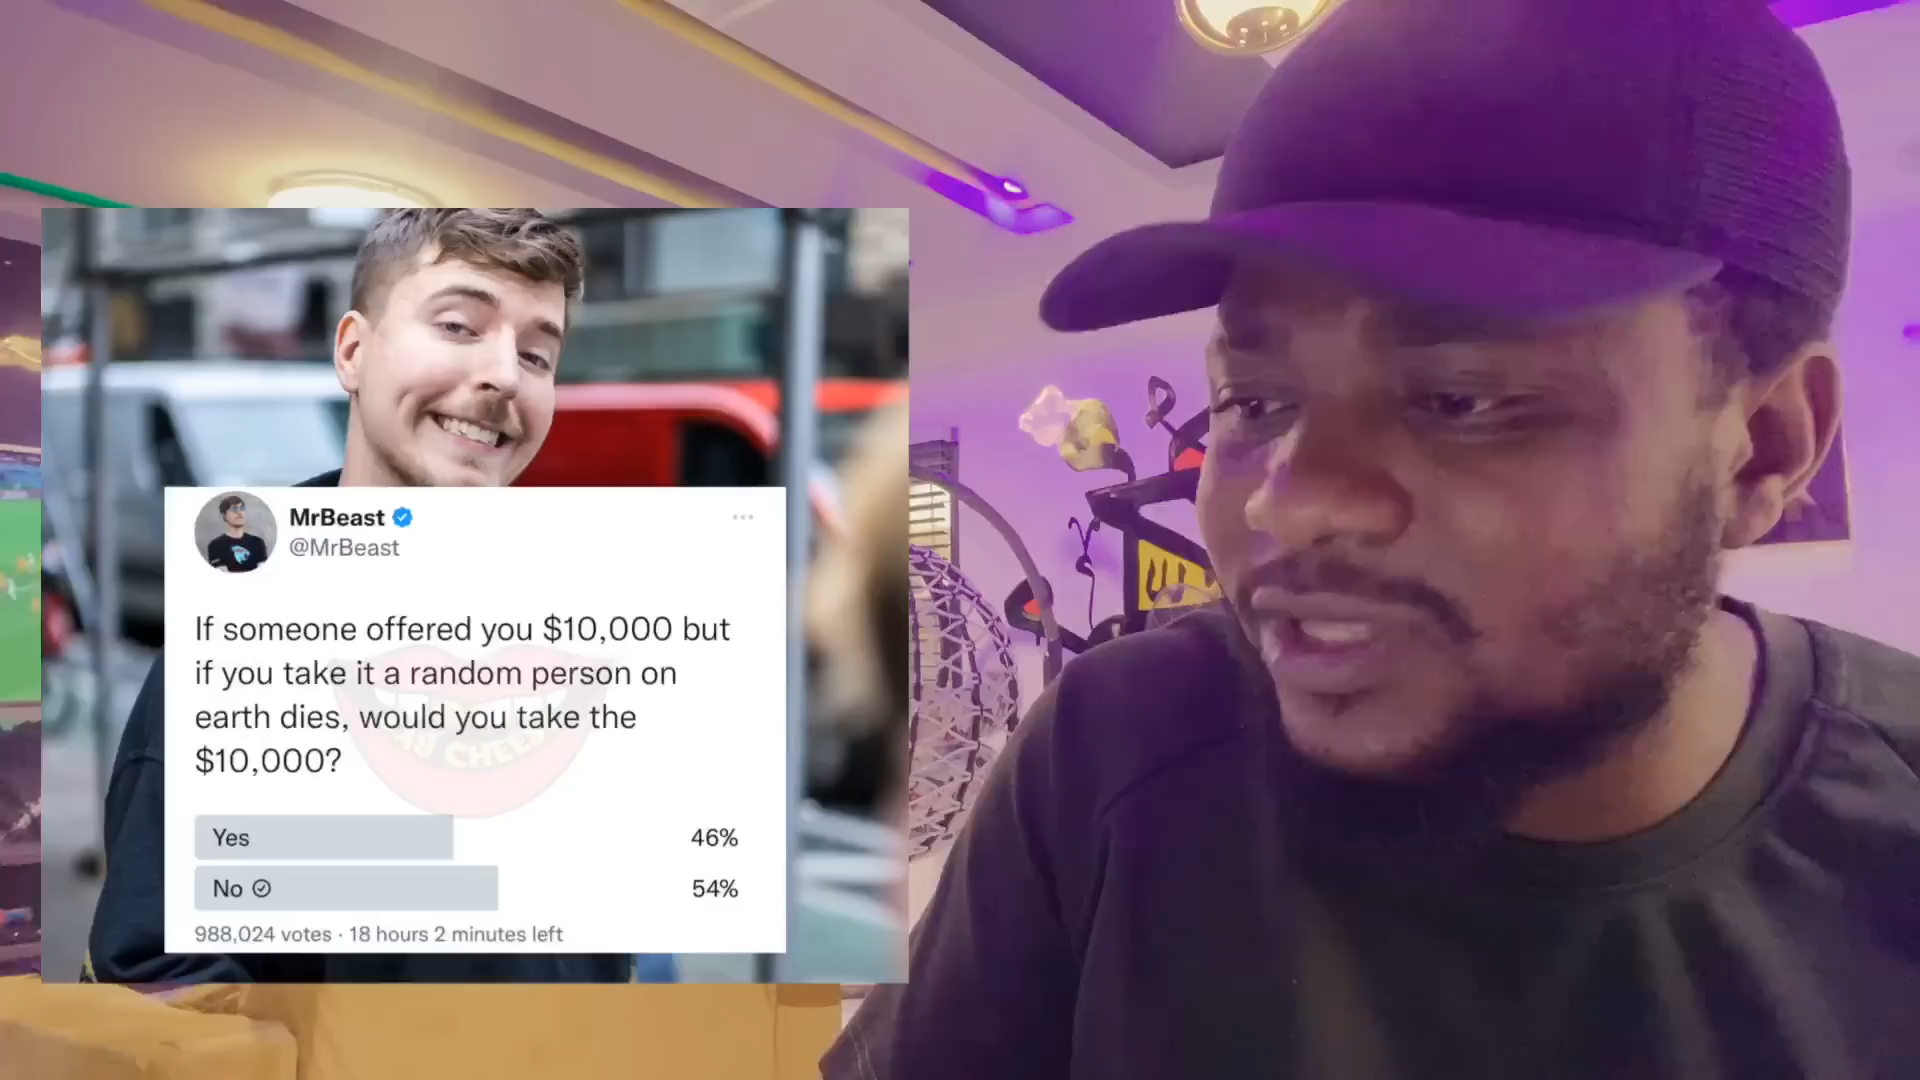 MrBeast
@MrBeast
If someone offered you $10,000 but
if you take it a random person on
earth dies, would you take the
$10,000?
CHEEK
Yes 46%
No 54%
988,024 votes · 18 hours 2 minutes left